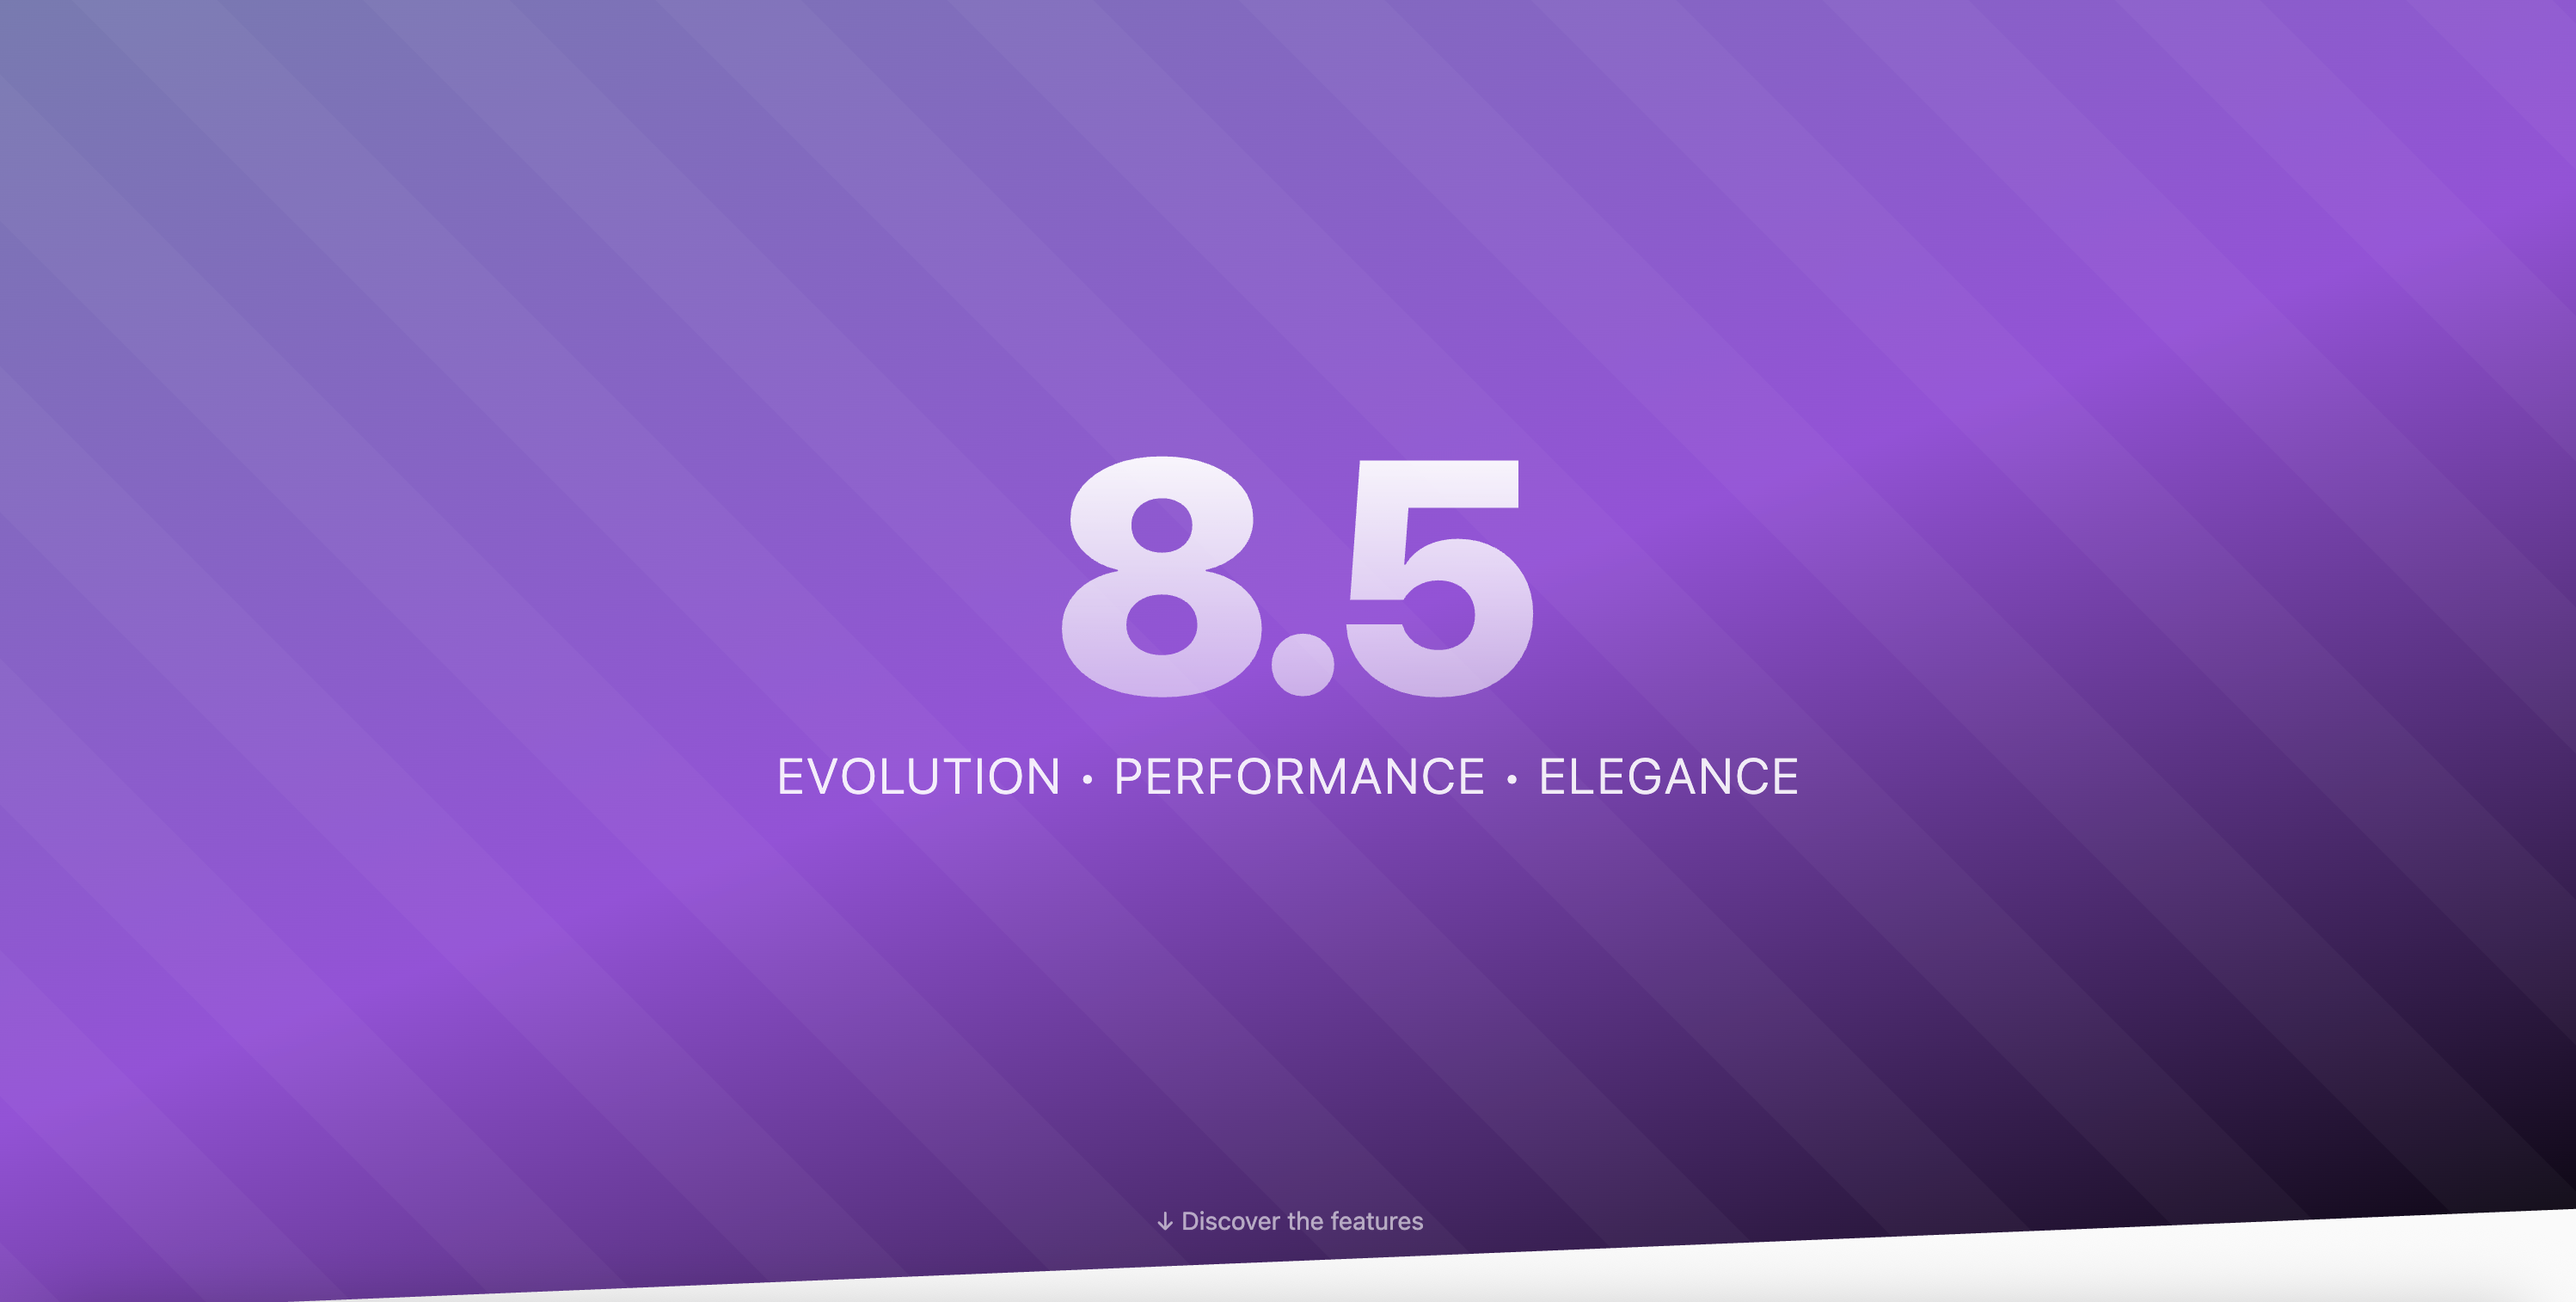 8.5
EVOLUTION • PERFORMANCE • ELEGANCE
↓ Discover the features